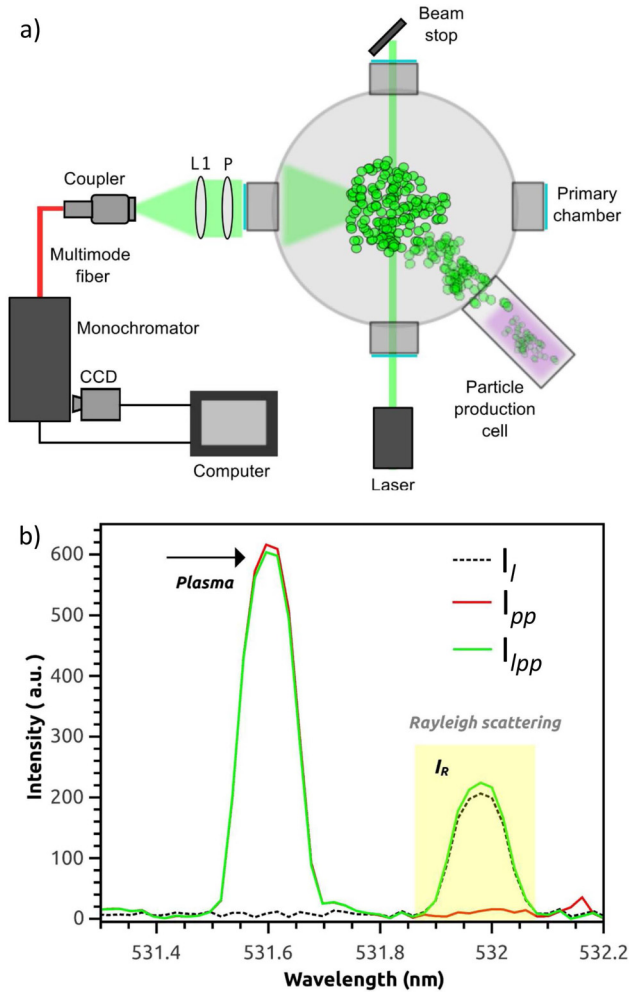 a)
Beam
stop
L1 P
Coupler
Primary
chamber
Multimode
fiber
Monochromator
CCD
Particle
production
cell
Computer
Laser
b)
600
500
400
300
200
100
0
Intensity ( a.u. )
Plasma
I_l
I_pp
I_lpp
Rayleigh scattering
I_R
531.4 531.6 531.8 532 532.2
Wavelength (nm)